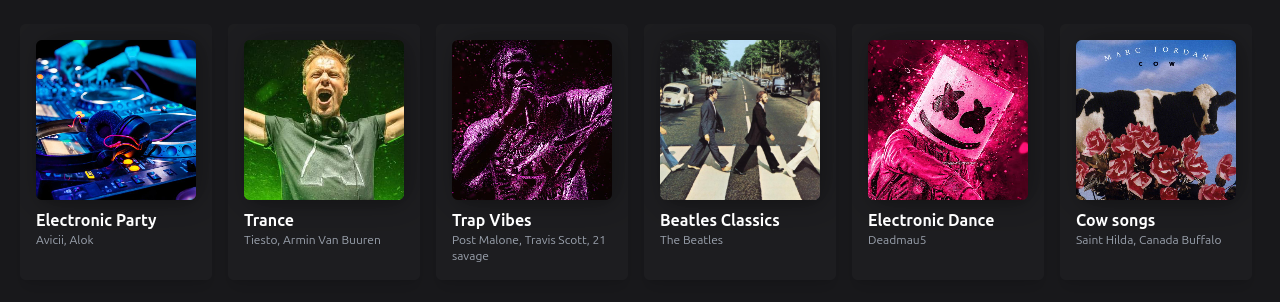 MARC JORDAN
COW
Electronic Party
Avicii, Alok
Trance
Tiesto, Armin Van Buuren
Trap Vibes
Post Malone, Travis Scott, 21
savage
Beatles Classics
The Beatles
Electronic Dance
Deadmau5
Cow songs
Saint Hilda, Canada Buffalo